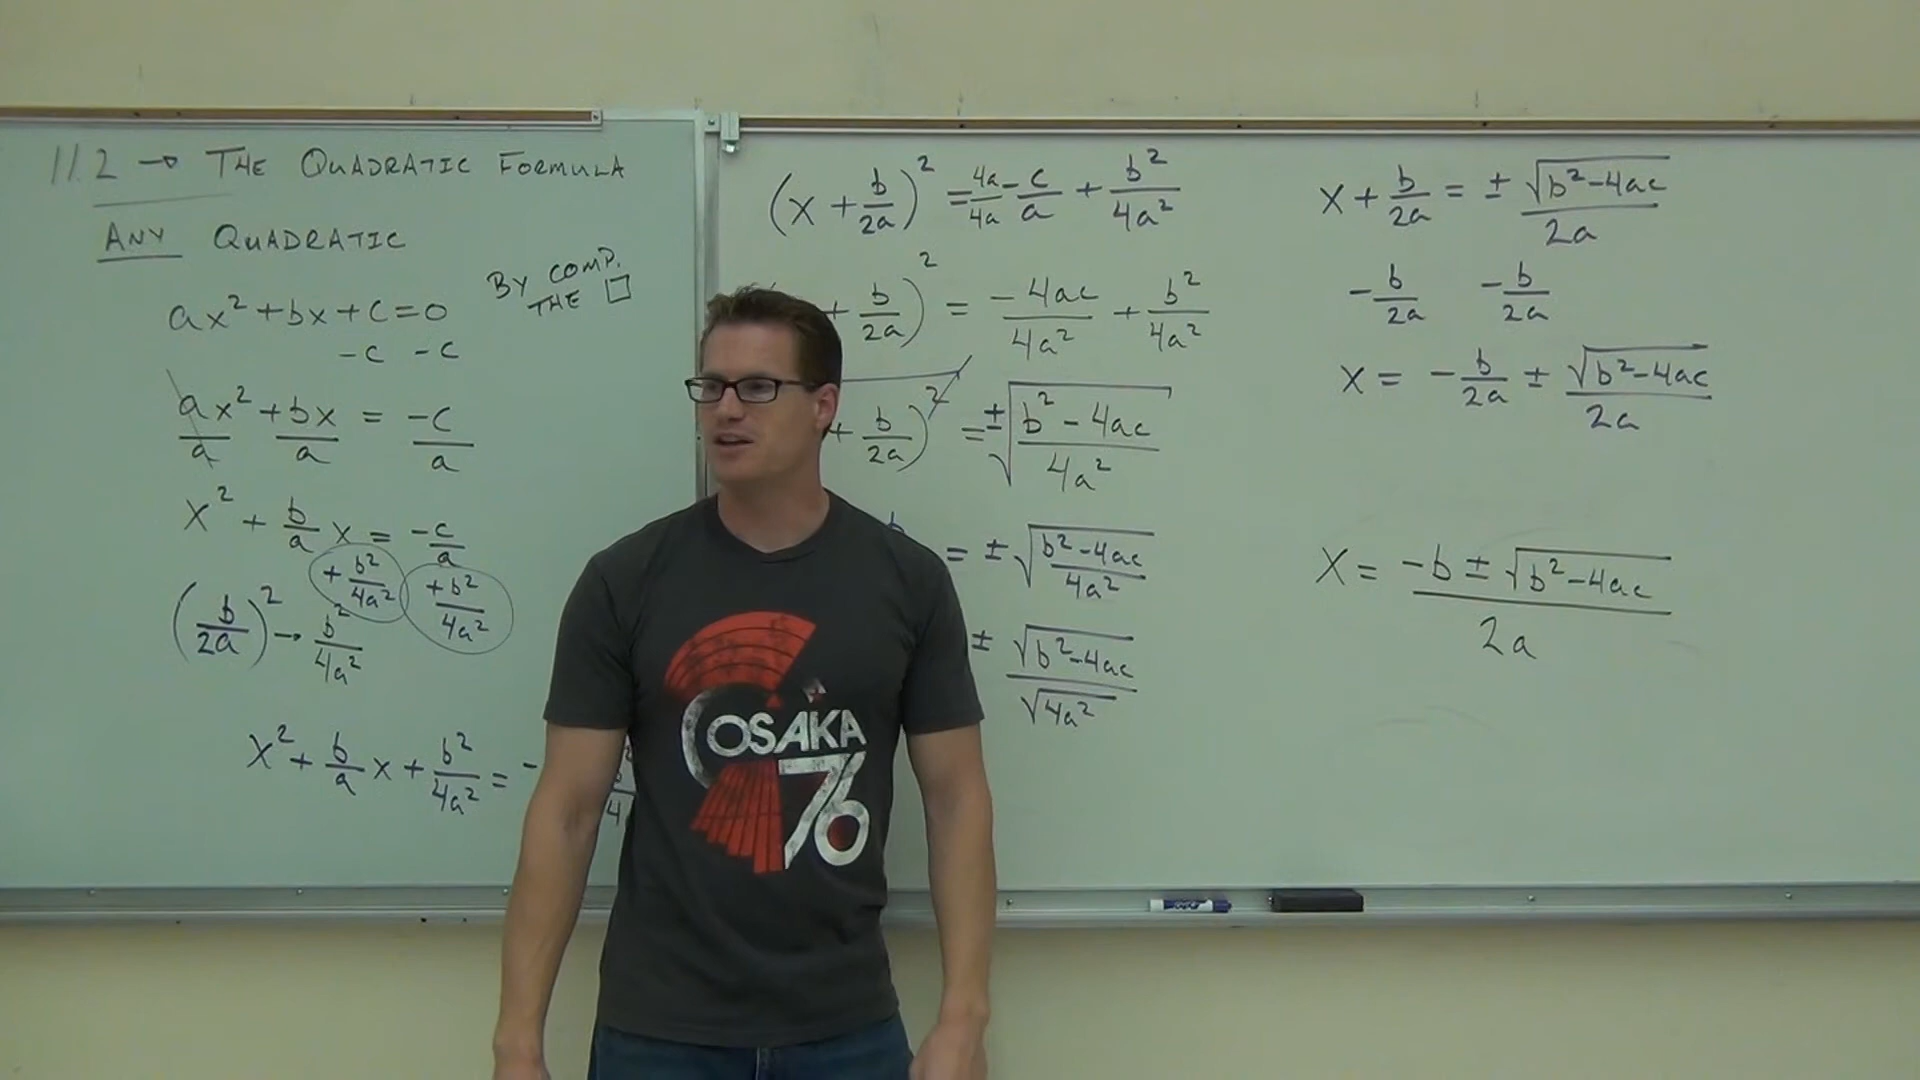 11.2 → THE QUADRATIC FORMULA
ANY QUADRATIC
BY COMP.
THE □
ax² + bx + c = 0
-c -c
ax²/a + bx/a = -c/a
x² + b/a x = -c/a
+ b²/4a² + b²/4a²
(b/2a)² → b²/4a²
x² + b/a x + b²/4a² = -
(x + b/2a)² = 4a/4a - c/a + b²/4a²
+ b/2a)² = -4ac/4a² + b²/4a²
+ b/2a)² = ±√(b² - 4ac/4a²)
= ±√(b² - 4ac/4a²)
± √(b² - 4ac)/√(4a²)
x + b/2a = ± √(b² - 4ac)/2a
- b/2a - b/2a
x = - b/2a ± √(b² - 4ac)/2a
x = -b ± √(b² - 4ac)/2a
OSAKA
76